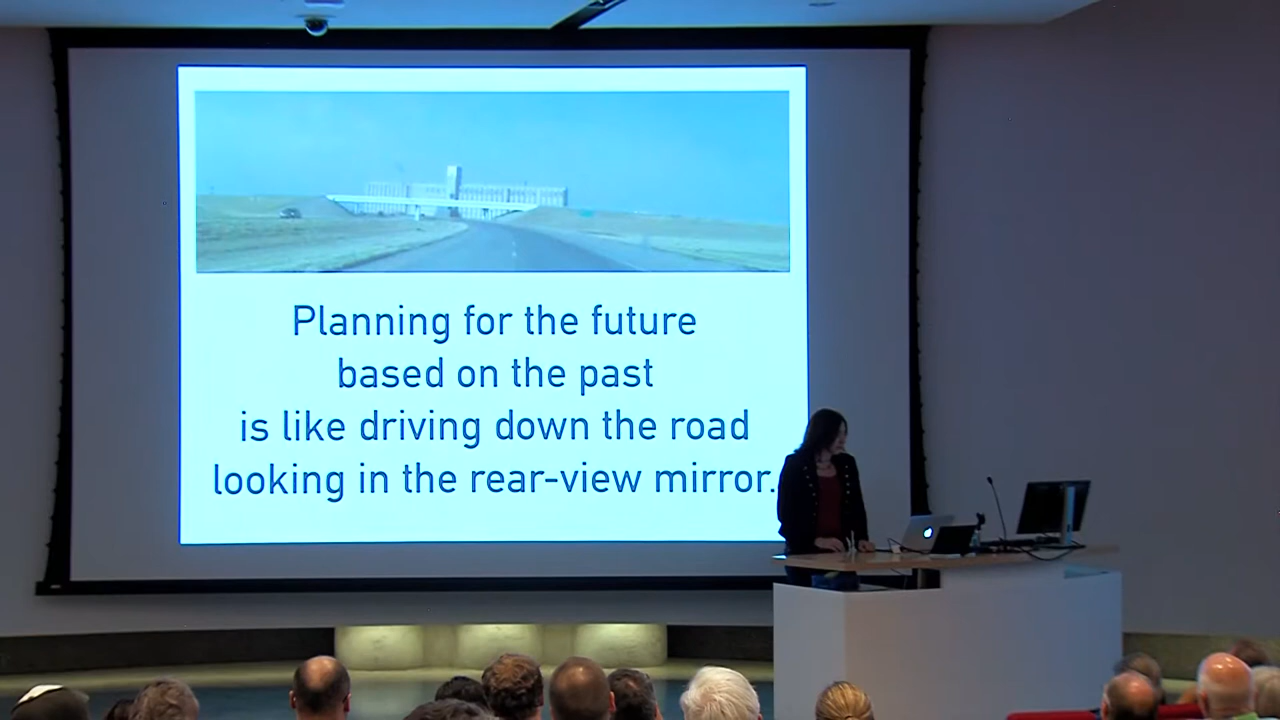 Planning for the future
based on the past
is like driving down the road
looking in the rear-view mirror.